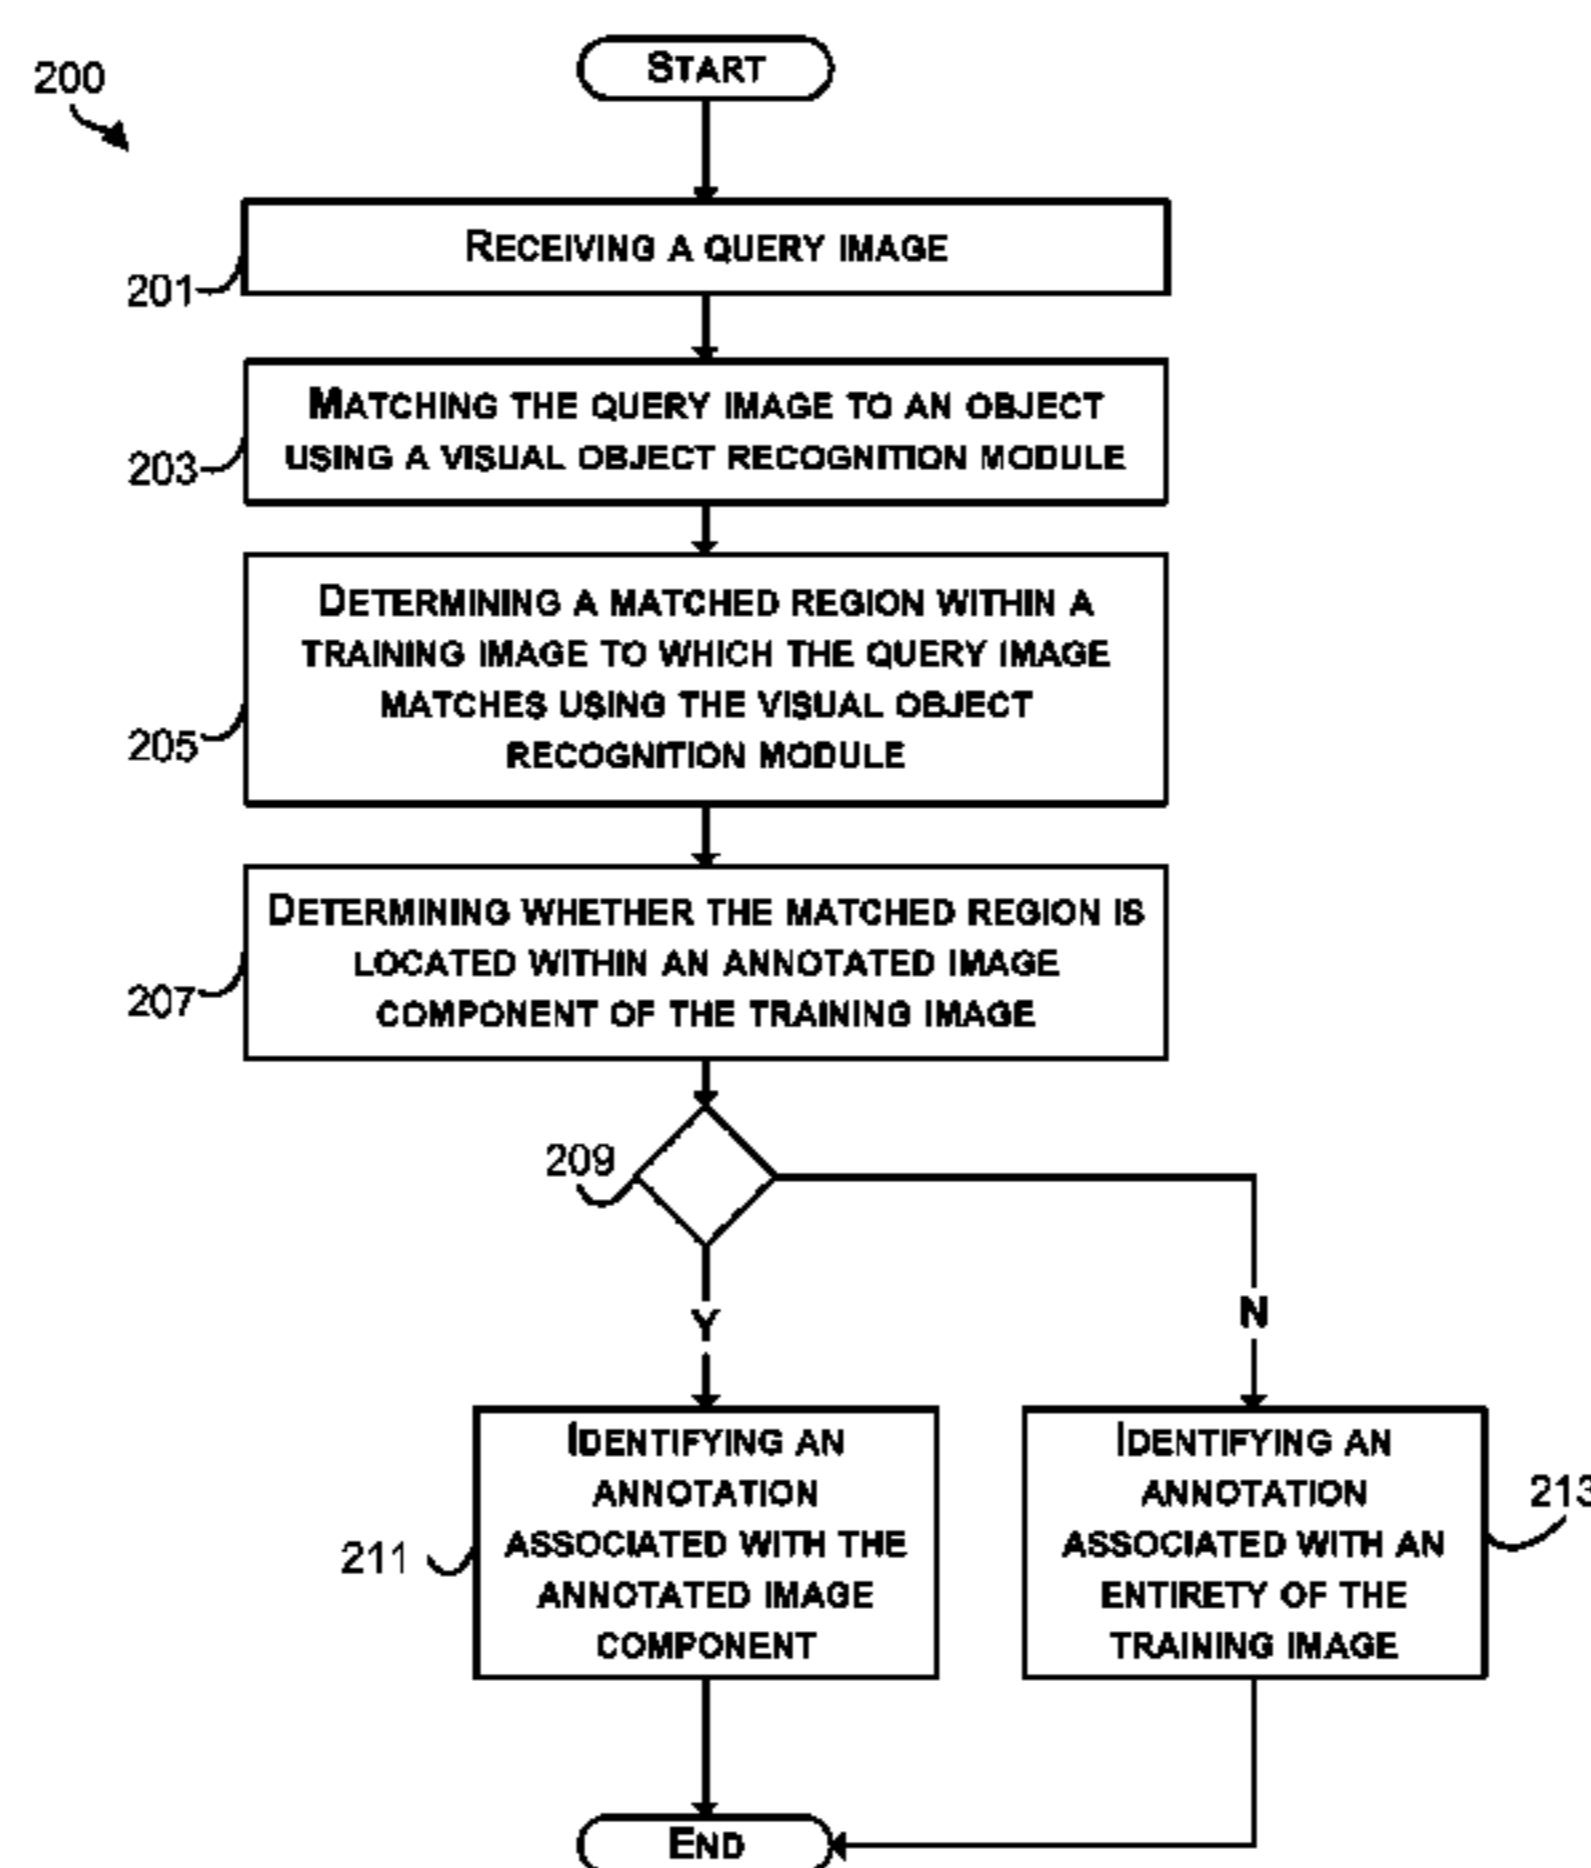 200
START
RECEIVING A QUERY IMAGE
201
MATCHING THE QUERY IMAGE TO AN OBJECT
USING A VISUAL OBJECT RECOGNITION MODULE
203
DETERMINING A MATCHED REGION WITHIN A
TRAINING IMAGE TO WHICH THE QUERY IMAGE
MATCHES USING THE VISUAL OBJECT
RECOGNITION MODULE
205
DETERMINING WHETHER THE MATCHED REGION IS
LOCATED WITHIN AN ANNOTATED IMAGE
COMPONENT OF THE TRAINING IMAGE
207
209
Y
N
IDENTIFYING AN
ANNOTATION
ASSOCIATED WITH THE
ANNOTATED IMAGE
COMPONENT
211
IDENTIFYING AN
ANNOTATION
ASSOCIATED WITH AN
ENTIRETY OF THE
TRAINING IMAGE
213
END